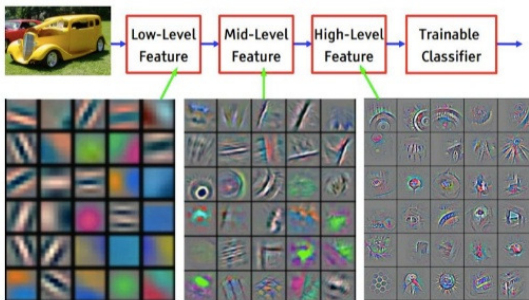 Low-Level
Feature
Mid-Level
Feature
High-Level
Feature
Trainable
Classifier